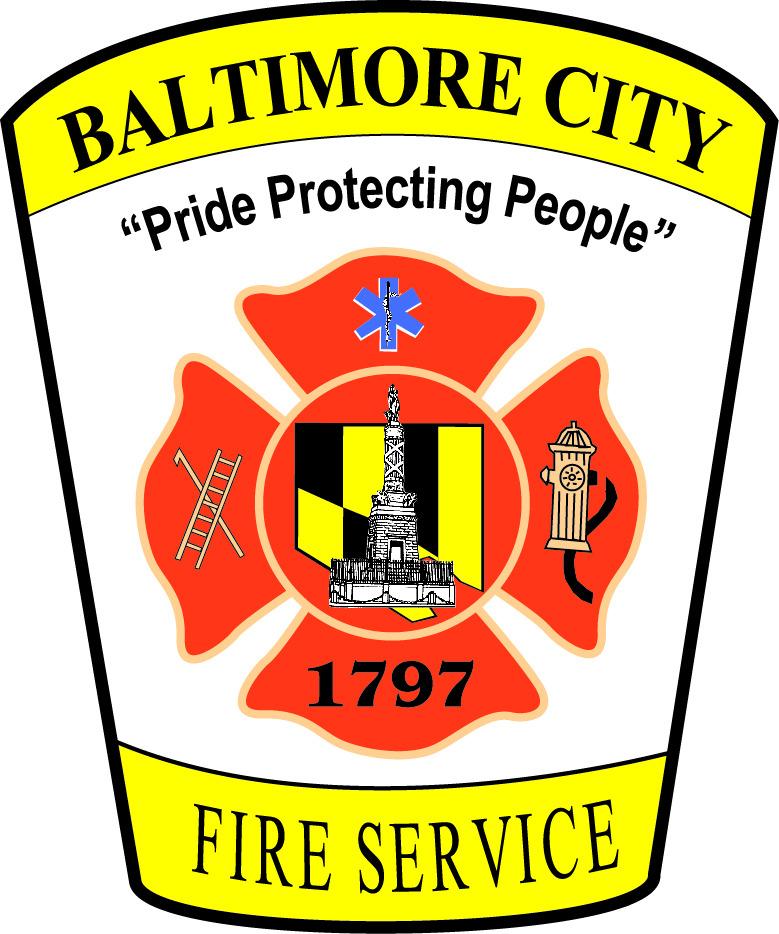 BALTIMORE CITY
“Pride Protecting People”
1797
FIRE SERVICE